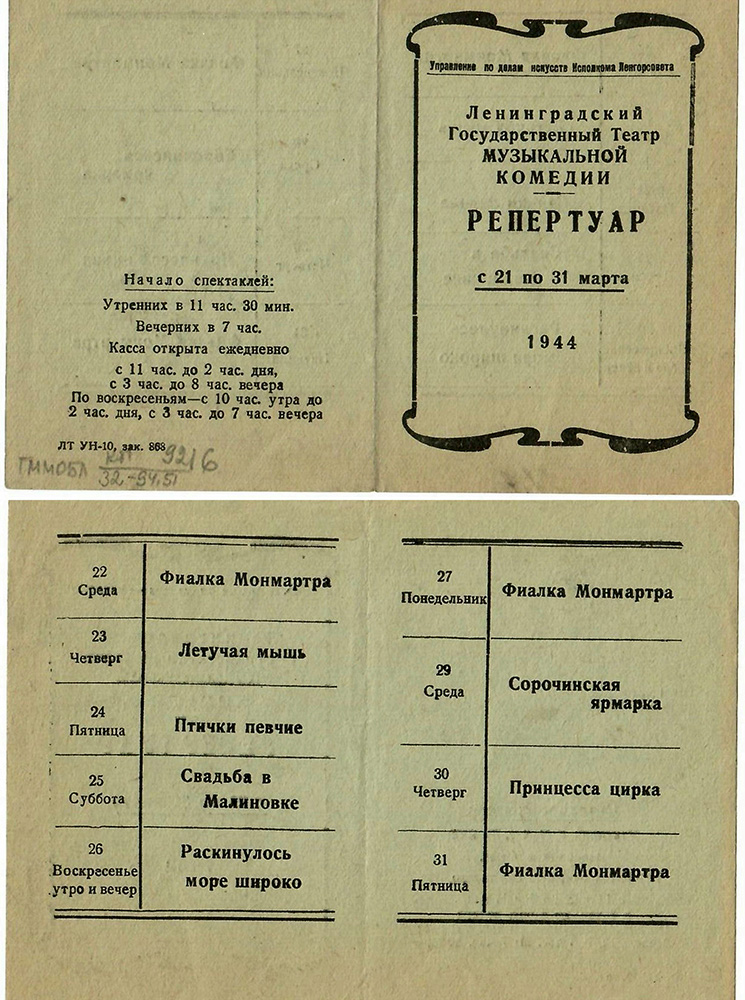 Управление по делам искусств Исполкома Ленгорсовета
Ленинградский
Государственный Театр
МУЗЫКАЛЬНОЙ
КОМЕДИИ
РЕПЕРТУАР
с 21 по 31 марта
1944
Начало спектаклей:
Утренних в 11 час. 30 мин.
Вечерних в 7 час.
Касса открыта ежедневно
с 11 час. до 2 час. дня,
с 3 час. до 8 час. вечера
По воскресеньям—с 10 час. утра до
2 час. дня, с 3 час. до 7 час. вечера
ЛТ УН-10, зак. 868
ГММОБЛ КП 9216
32-94.51
22
Среда
Фиалка Монмартра
23
Четверг
Летучая мышь
24
Пятница
Птички певчие
25
Суббота
Свадьба в
Малиновке
26
Воскресенье
утро и вечер
Раскинулось
море широко
27
Понедельник
Фиалка Монмартра
29
Среда
Сорочинская
ярмарка
30
Четверг
Принцесса цирка
31
Пятница
Фиалка Монмартра